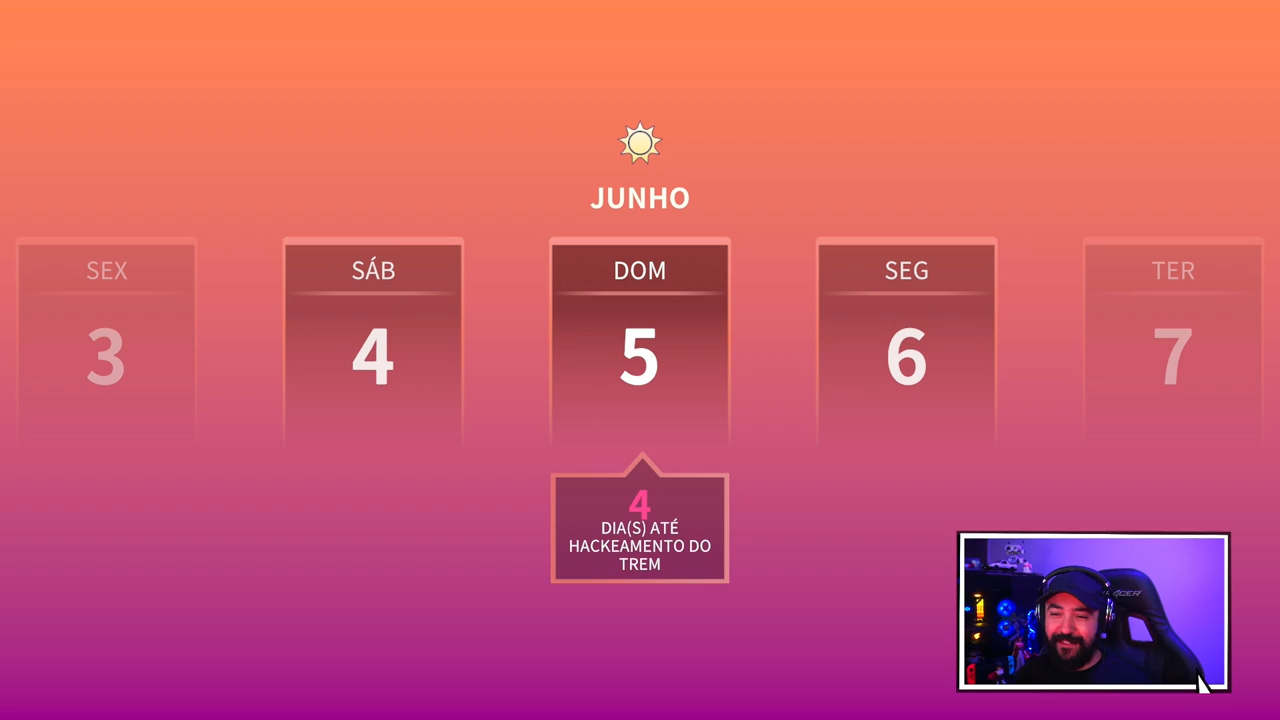 JUNHO
SEX
SÁB
DOM
SEG
TER
3
4
5
6
7
4
DIA(S) ATÉ
HACKEAMENTO DO
TREM